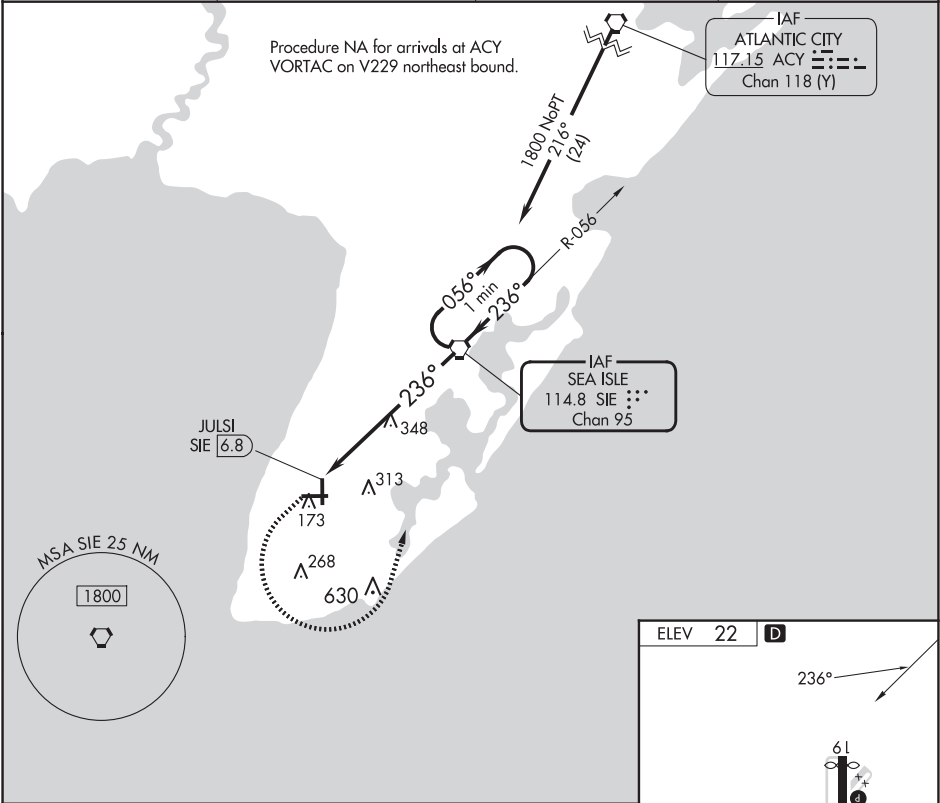 Procedure NA for arrivals at ACY
VORTAC on V229 northeast bound.
IAF
ATLANTIC CITY
117.15 ACY
Chan 118 (Y)
1800 NoPT
216°
(24)
R-056
056°
1 min
236°
IAF
SEA ISLE
114.8 SIE
Chan 95
236°
348
JULSI
SIE 6.8
313
173
268
630
MSA SIE 25 NM
1800
ELEV 22 D
236°
19
P